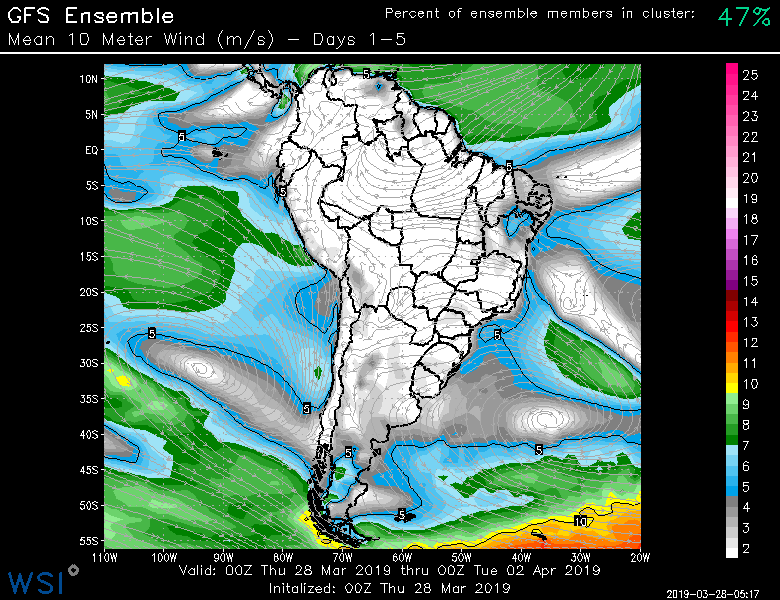 GFS Ensemble
Percent of ensemble members in cluster: 47%
Mean 10 Meter Wind (m/s) – Days 1–5
10N
5N
EQ
5S
10S
15S
20S
25S
30S
35S
40S
45S
50S
55S
5
5
5
5
5
5
5
5
5
5
10
25
24
23
22
21
20
19
18
17
16
15
14
13
12
11
10
9
8
7
6
5
4
3
2
110W 100W 90W 80W 70W 60W 50W 40W 30W 20W
Valid: 00Z Thu 28 Mar 2019 thru 00Z Tue 02 Apr 2019
Initalized: 00Z Thu 28 Mar 2019
WSI
2019-03-28-05:17